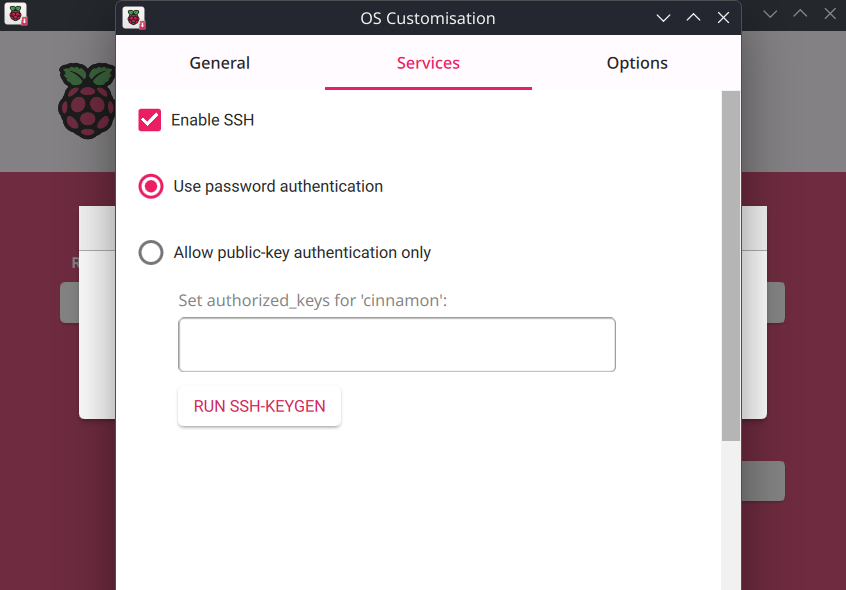 OS Customisation
General
Services
Options
Enable SSH
Use password authentication
Allow public-key authentication only
Set authorized_keys for 'cinnamon':
RUN SSH-KEYGEN